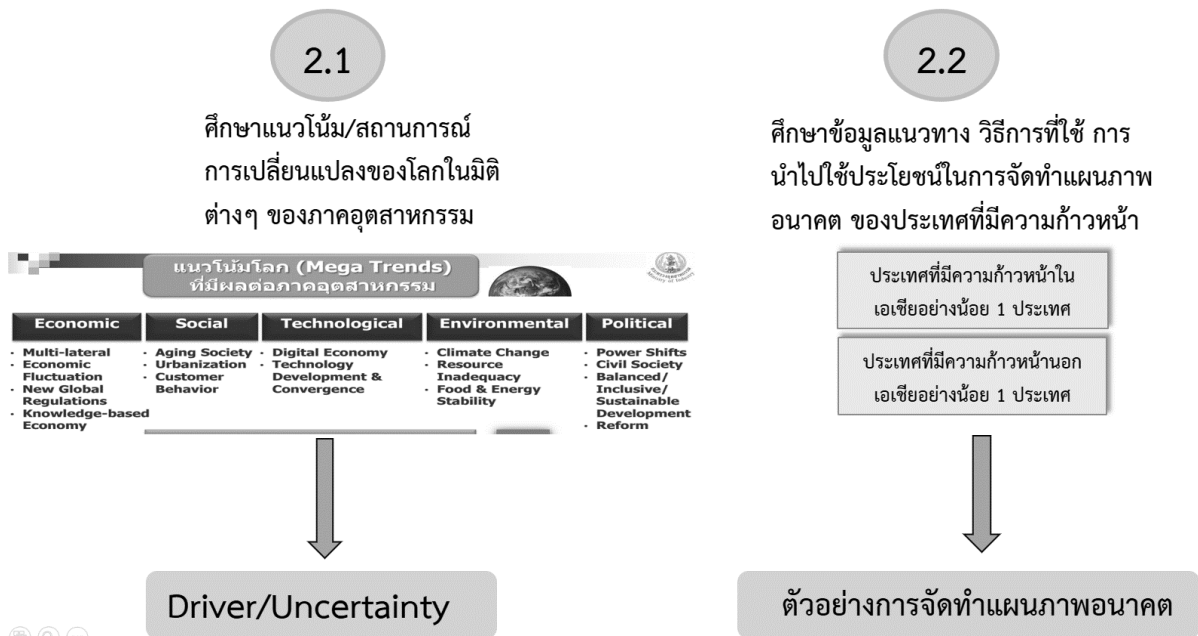 2.1
ศึกษาแนวโน้ม/สถานการณ์
การเปลี่ยนแปลงของโลกในมิติ
ต่างๆ ของภาคอุตสาหกรรม
แนวโน้มโลก (Mega Trends)
ที่มีผลต่อภาคอุตสาหกรรม
Economic
· Multi-lateral
· Economic
Fluctuation
· New Global
Regulations
· Knowledge-based
Economy
Social
· Aging Society
· Urbanization
· Customer
Behavior
Technological
· Digital Economy
· Technology
Development &
Convergence
Environmental
· Climate Change
· Resource
Inadequacy
· Food & Energy
Stability
Political
· Power Shifts
· Civil Society
· Balanced/
Inclusive/
Sustainable
Development
· Reform
Driver/Uncertainty
2.2
ศึกษาข้อมูลแนวทาง วิธีการที่ใช้ การ
นำไปใช้ประโยชน์ในการจัดทำแผนภาพ
อนาคต ของประเทศที่มีความก้าวหน้า
ประเทศที่มีความก้าวหน้าใน
เอเชียอย่างน้อย 1 ประเทศ
ประเทศที่มีความก้าวหน้านอก
เอเชียอย่างน้อย 1 ประเทศ
ตัวอย่างการจัดทำแผนภาพอนาคต